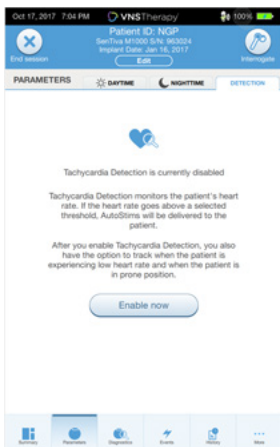 Oct 17, 2017 7:04 PM VNSTherapy 100%
Patient ID: NGP
SenTiva M1000 S/N: 963024
Implant Date: Jan 16, 2017
End session Edit Interrogate
PARAMETERS DAYTIME NIGHTTIME DETECTION
Tachycardia Detection is currently disabled
Tachycardia Detection monitors the patient's heart
rate. If the heart rate goes above a selected
threshold, AutoStims will be delivered to the
patient.
After you enable Tachycardia Detection, you also
have the option to track when the patient is
experiencing low heart rate and when the patient is
in prone position.
Enable now
Summary Parameters Diagnostics Events History More